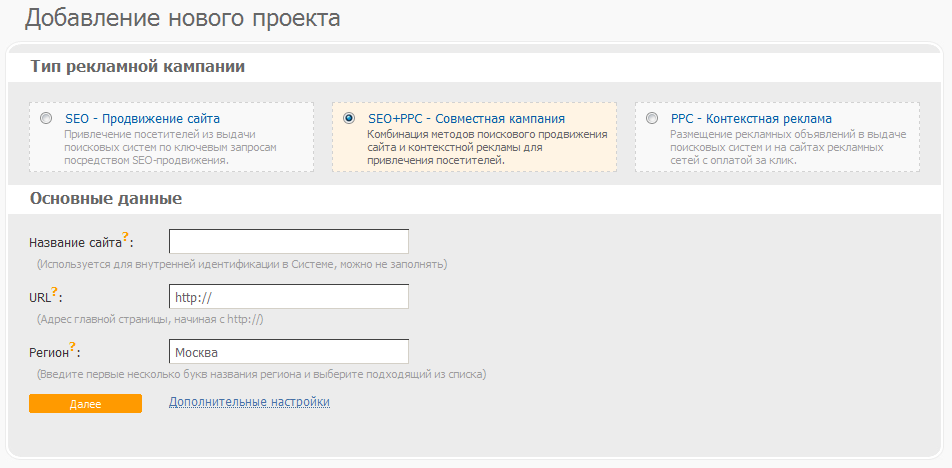 Добавление нового проекта
Тип рекламной кампании
SEO - Продвижение сайта
Привлечение посетителей из выдачи
поисковых систем по ключевым запросам
посредством SEO-продвижения.
SEO+PPC - Совместная кампания
Комбинация методов поискового продвижения
сайта и контекстной рекламы для
привлечения посетителей.
PPC - Контекстная реклама
Размещение рекламных объявлений в выдаче
поисковых систем и на сайтах рекламных
сетей с оплатой за клик.
Основные данные
Название сайта?:
(Используется для внутренней идентификации в Системе, можно не заполнять)
URL?: http://
(Адрес главной страницы, начиная с http://)
Регион?: Москва
(Введите первые несколько букв названия региона и выберите подходящий из списка)
Далее Дополнительные настройки